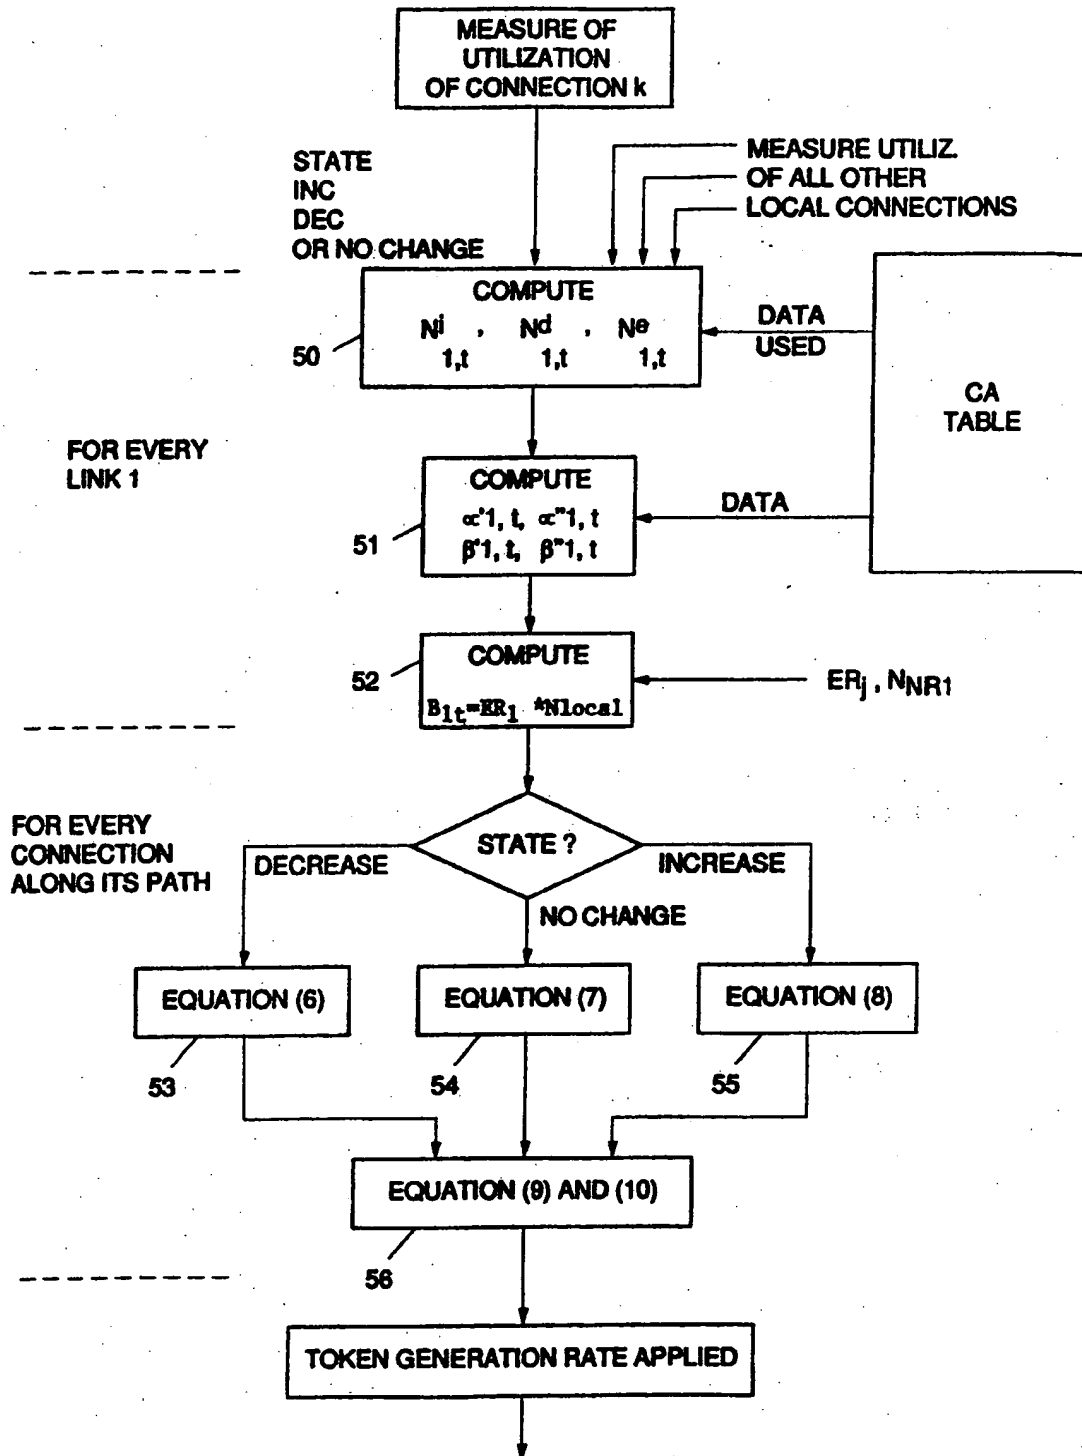 MEASURE OF
UTILIZATION
OF CONNECTION k
STATE
INC
DEC
OR NO CHANGE
MEASURE UTILIZ.
OF ALL OTHER
LOCAL CONNECTIONS
COMPUTE
Ni , Nd , Ne
1,t 1,t 1,t
50
DATA
USED
CA
TABLE
FOR EVERY
LINK 1
COMPUTE
∝'1, t, ∝"1, t
β'1, t, β"1, t
51
DATA
COMPUTE
B1t=ER1 *Nlocal
52
ERj , NNR1
FOR EVERY
CONNECTION
ALONG ITS PATH
STATE ?
DECREASE
INCREASE
NO CHANGE
EQUATION (6)
EQUATION (7)
EQUATION (8)
53
54
55
EQUATION (9) AND (10)
56
TOKEN GENERATION RATE APPLIED